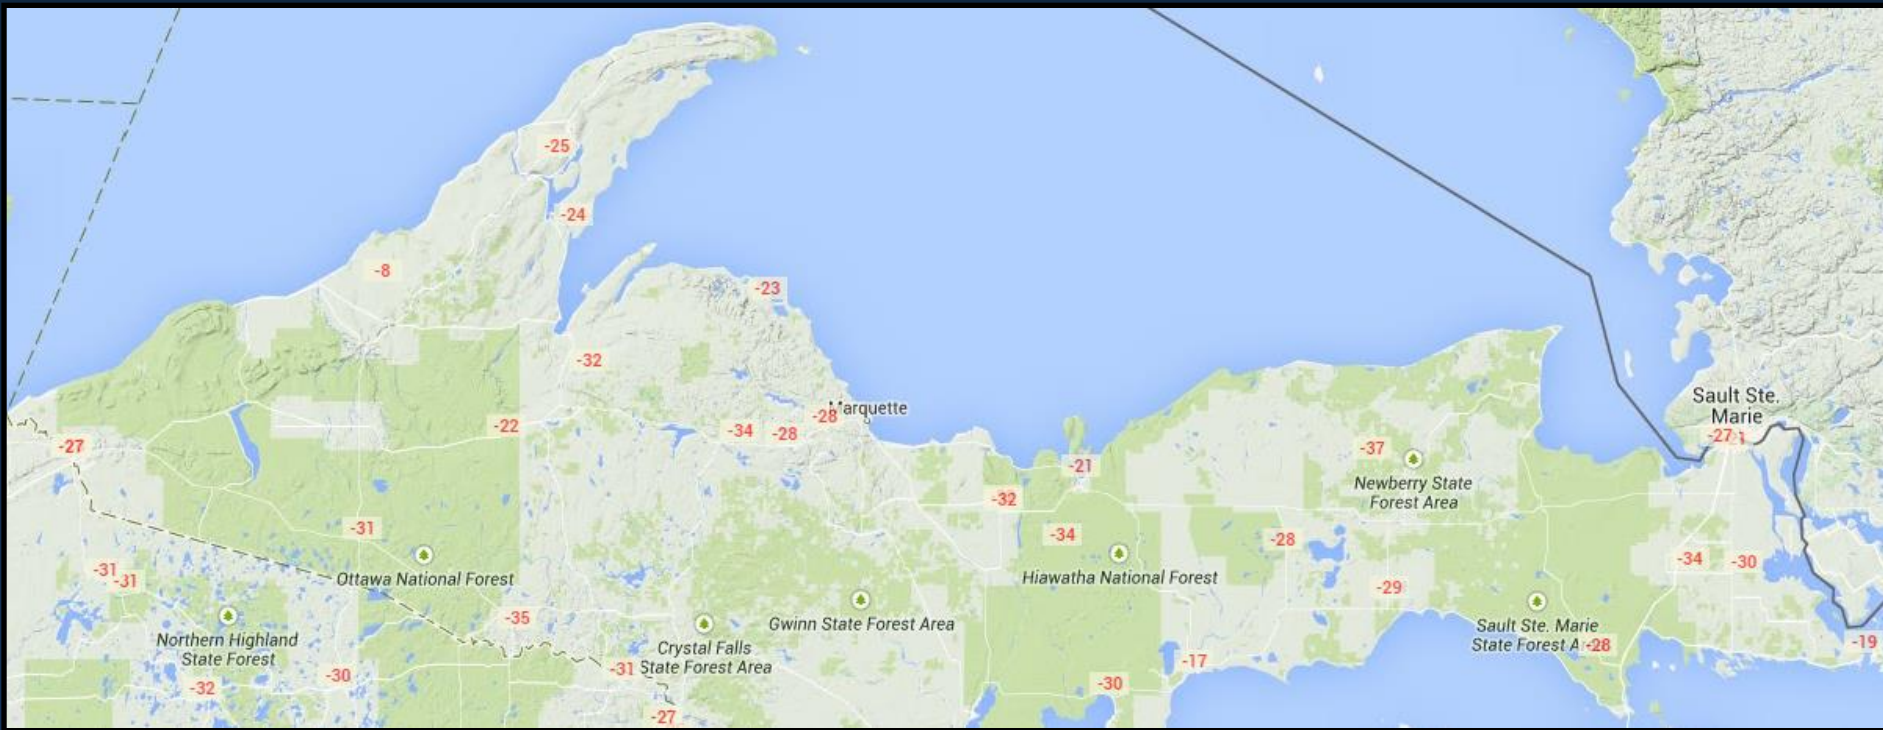 -25
-24
-8
-23
-32
-22
-28
Marquette
-34
-28
-27
-21
-32
-34
-37
Newberry State
Forest Area
Sault Ste.
Marie
-27
-31
Ottawa National Forest
-31
-31
Hiawatha National Forest
-28
-29
-34
-30
Northern Highland
State Forest
-35
Crystal Falls
State Forest Area
Gwinn State Forest Area
Sault Ste. Marie
State Forest A
-28
-19
-32
-30
-31
-27
-30
-17